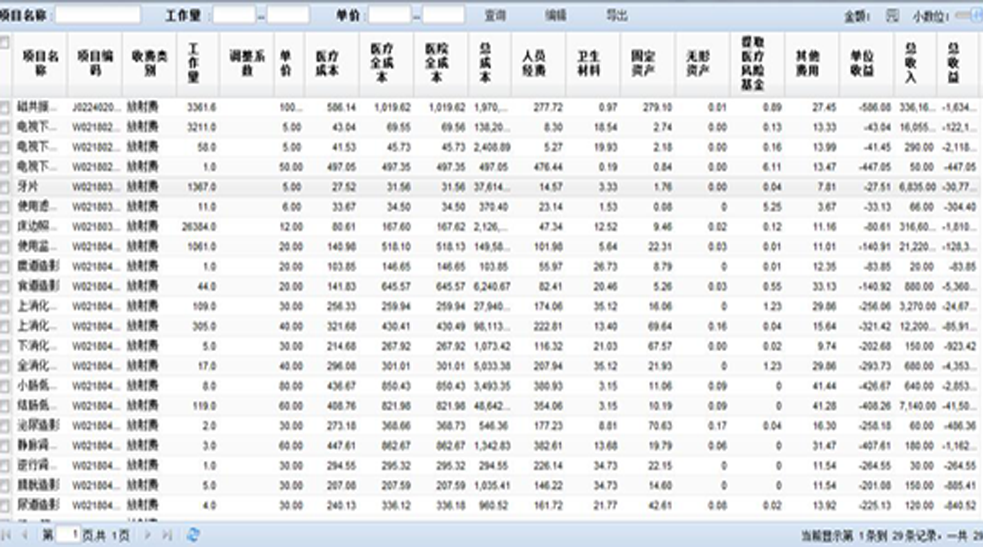 项目名称: 工作量: - 单价: - 查询 编辑 导出 金额: 元 小数位:
项目名称 项目编码 收费类别 工作量 调整系数 单价 医疗成本 医疗全成本 医院全成本 总成本 人员经费 卫生材料 固定资产 无形资产 提取医疗风险基金 其他费用 单位收益 总收入 总收益
磁共振... J0224020... 放射费 3361.6 100... 586.14 1,019.62 1,019.62 1,970,... 277.72 0.97 279.10 0.01 0.89 27.45 -586.08 336,16... -1,634...
电视下... W021802... 放射费 3211.0 5.00 43.04 69.55 69.56 138,20... 8.30 18.54 2.74 0.00 0.13 13.33 -43.04 16,055... -122,1...
电视下... W021802... 放射费 58.0 5.00 41.53 45.73 45.73 2,408.89 5.27 19.93 2.18 0.00 0.16 13.99 -41.45 290.00 -2,118...
电视下... W021802... 放射费 1.0 50.00 497.05 497.35 497.35 497.05 476.44 0.19 0.84 0.00 6.11 13.47 -447.05 50.00 -447.05
牙片 W021803... 放射费 1367.0 5.00 27.52 31.56 31.56 37,614... 14.57 3.33 1.76 0.00 0.04 7.81 -27.51 6,835.00 -30,77...
使用滤... W021803... 放射费 11.0 6.00 33.67 34.50 34.50 370.40 23.14 1.53 0.08 0 5.25 3.67 -33.13 66.00 -304.40
床边照... W021803... 放射费 26384.0 12.00 80.61 167.60 167.62 2,126,... 47.34 12.52 9.46 0.02 0.12 11.16 -80.61 316,60... -1,810...
使用监... W021804... 放射费 1061.0 20.00 140.98 518.10 518.13 149,58... 101.98 5.64 22.31 0.03 0.01 11.01 -140.91 21,220... -128,3...
瘘道造影 W021804... 放射费 1.0 20.00 103.85 146.65 146.65 103.85 55.97 26.73 8.79 0 0.01 12.35 -83.85 20.00 -83.85
食道造影 W021804... 放射费 44.0 20.00 141.83 645.57 645.57 6,240.67 82.41 20.46 5.26 0.03 0.55 33.13 -140.92 880.00 -5,360...
上消化... W021804... 放射费 109.0 30.00 256.33 259.94 259.94 27,940... 174.06 35.12 16.06 0 1.23 29.86 -256.06 3,270.00 -24,67...
上消化... W021804... 放射费 305.0 40.00 321.68 430.41 430.49 98,113... 222.81 13.40 69.64 0.16 0.04 15.64 -321.42 12,200... -85,91...
下消化... W021804... 放射费 5.0 30.00 214.68 267.92 267.92 1,073.42 116.32 21.03 67.57 0.00 0.02 9.74 -202.68 150.00 -923.42
全消化... W021804... 放射费 17.0 40.00 296.08 301.01 301.01 5,033.38 207.94 35.12 21.93 0 1.23 29.86 -293.73 680.00 -4,353...
小肠低... W021804... 放射费 8.0 80.00 436.67 850.43 850.43 3,493.35 380.93 3.15 11.06 0.09 0 41.44 -426.67 640.00 -2,853...
结肠低... W021804... 放射费 119.0 60.00 408.76 821.98 821.98 48,642... 354.06 3.15 10.19 0.09 0 41.28 -408.26 7,140.00 -41,50...
泌尿造影 W021804... 放射费 2.0 30.00 273.18 368.66 368.73 546.36 177.23 8.81 70.63 0.17 0.04 16.30 -258.18 60.00 -486.36
静脉肾... W021804... 放射费 3.0 60.00 447.61 862.67 862.67 1,342.83 382.61 13.68 19.79 0.06 0 31.47 -407.61 180.00 -1,162...
逆行肾... W021804... 放射费 1.0 30.00 294.55 295.32 295.32 294.55 226.14 34.73 22.15 0 0 11.54 -264.55 30.00 -264.55
膀胱造影 W021804... 放射费 5.0 30.00 207.08 207.59 207.59 1,035.41 146.22 34.73 14.60 0 0 11.54 -201.08 150.00 -885.41
尿道造影 W021804... 放射费 4.0 30.00 240.13 336.12 336.18 960.52 161.72 21.77 42.61 0.08 0.02 13.92 -225.13 120.00 -840.52
第 1 页,共 1 页 当前显示第 1 条到 29 条记录, 一共 29